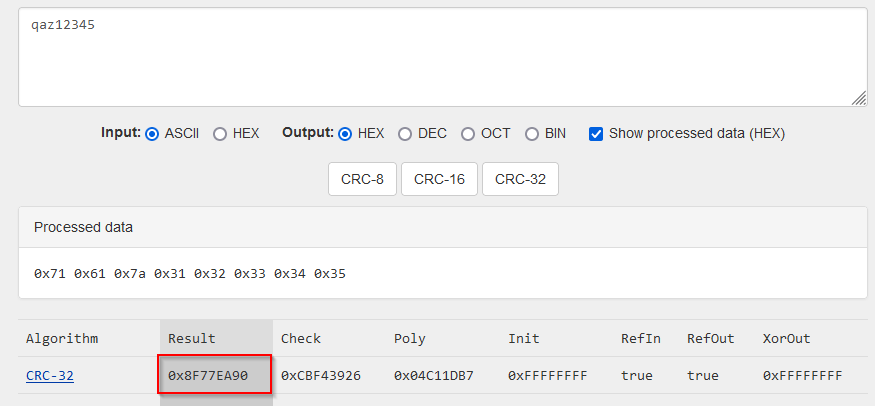 qaz12345
Input: ASCII HEX Output: HEX DEC OCT BIN Show processed data (HEX)
CRC-8 CRC-16 CRC-32
Processed data
0x71 0x61 0x7a 0x31 0x32 0x33 0x34 0x35
Algorithm Result Check Poly Init RefIn RefOut XorOut
CRC-32 0x8F77EA90 0xCBF43926 0x04C11DB7 0xFFFFFFFF true true 0xFFFFFFFF